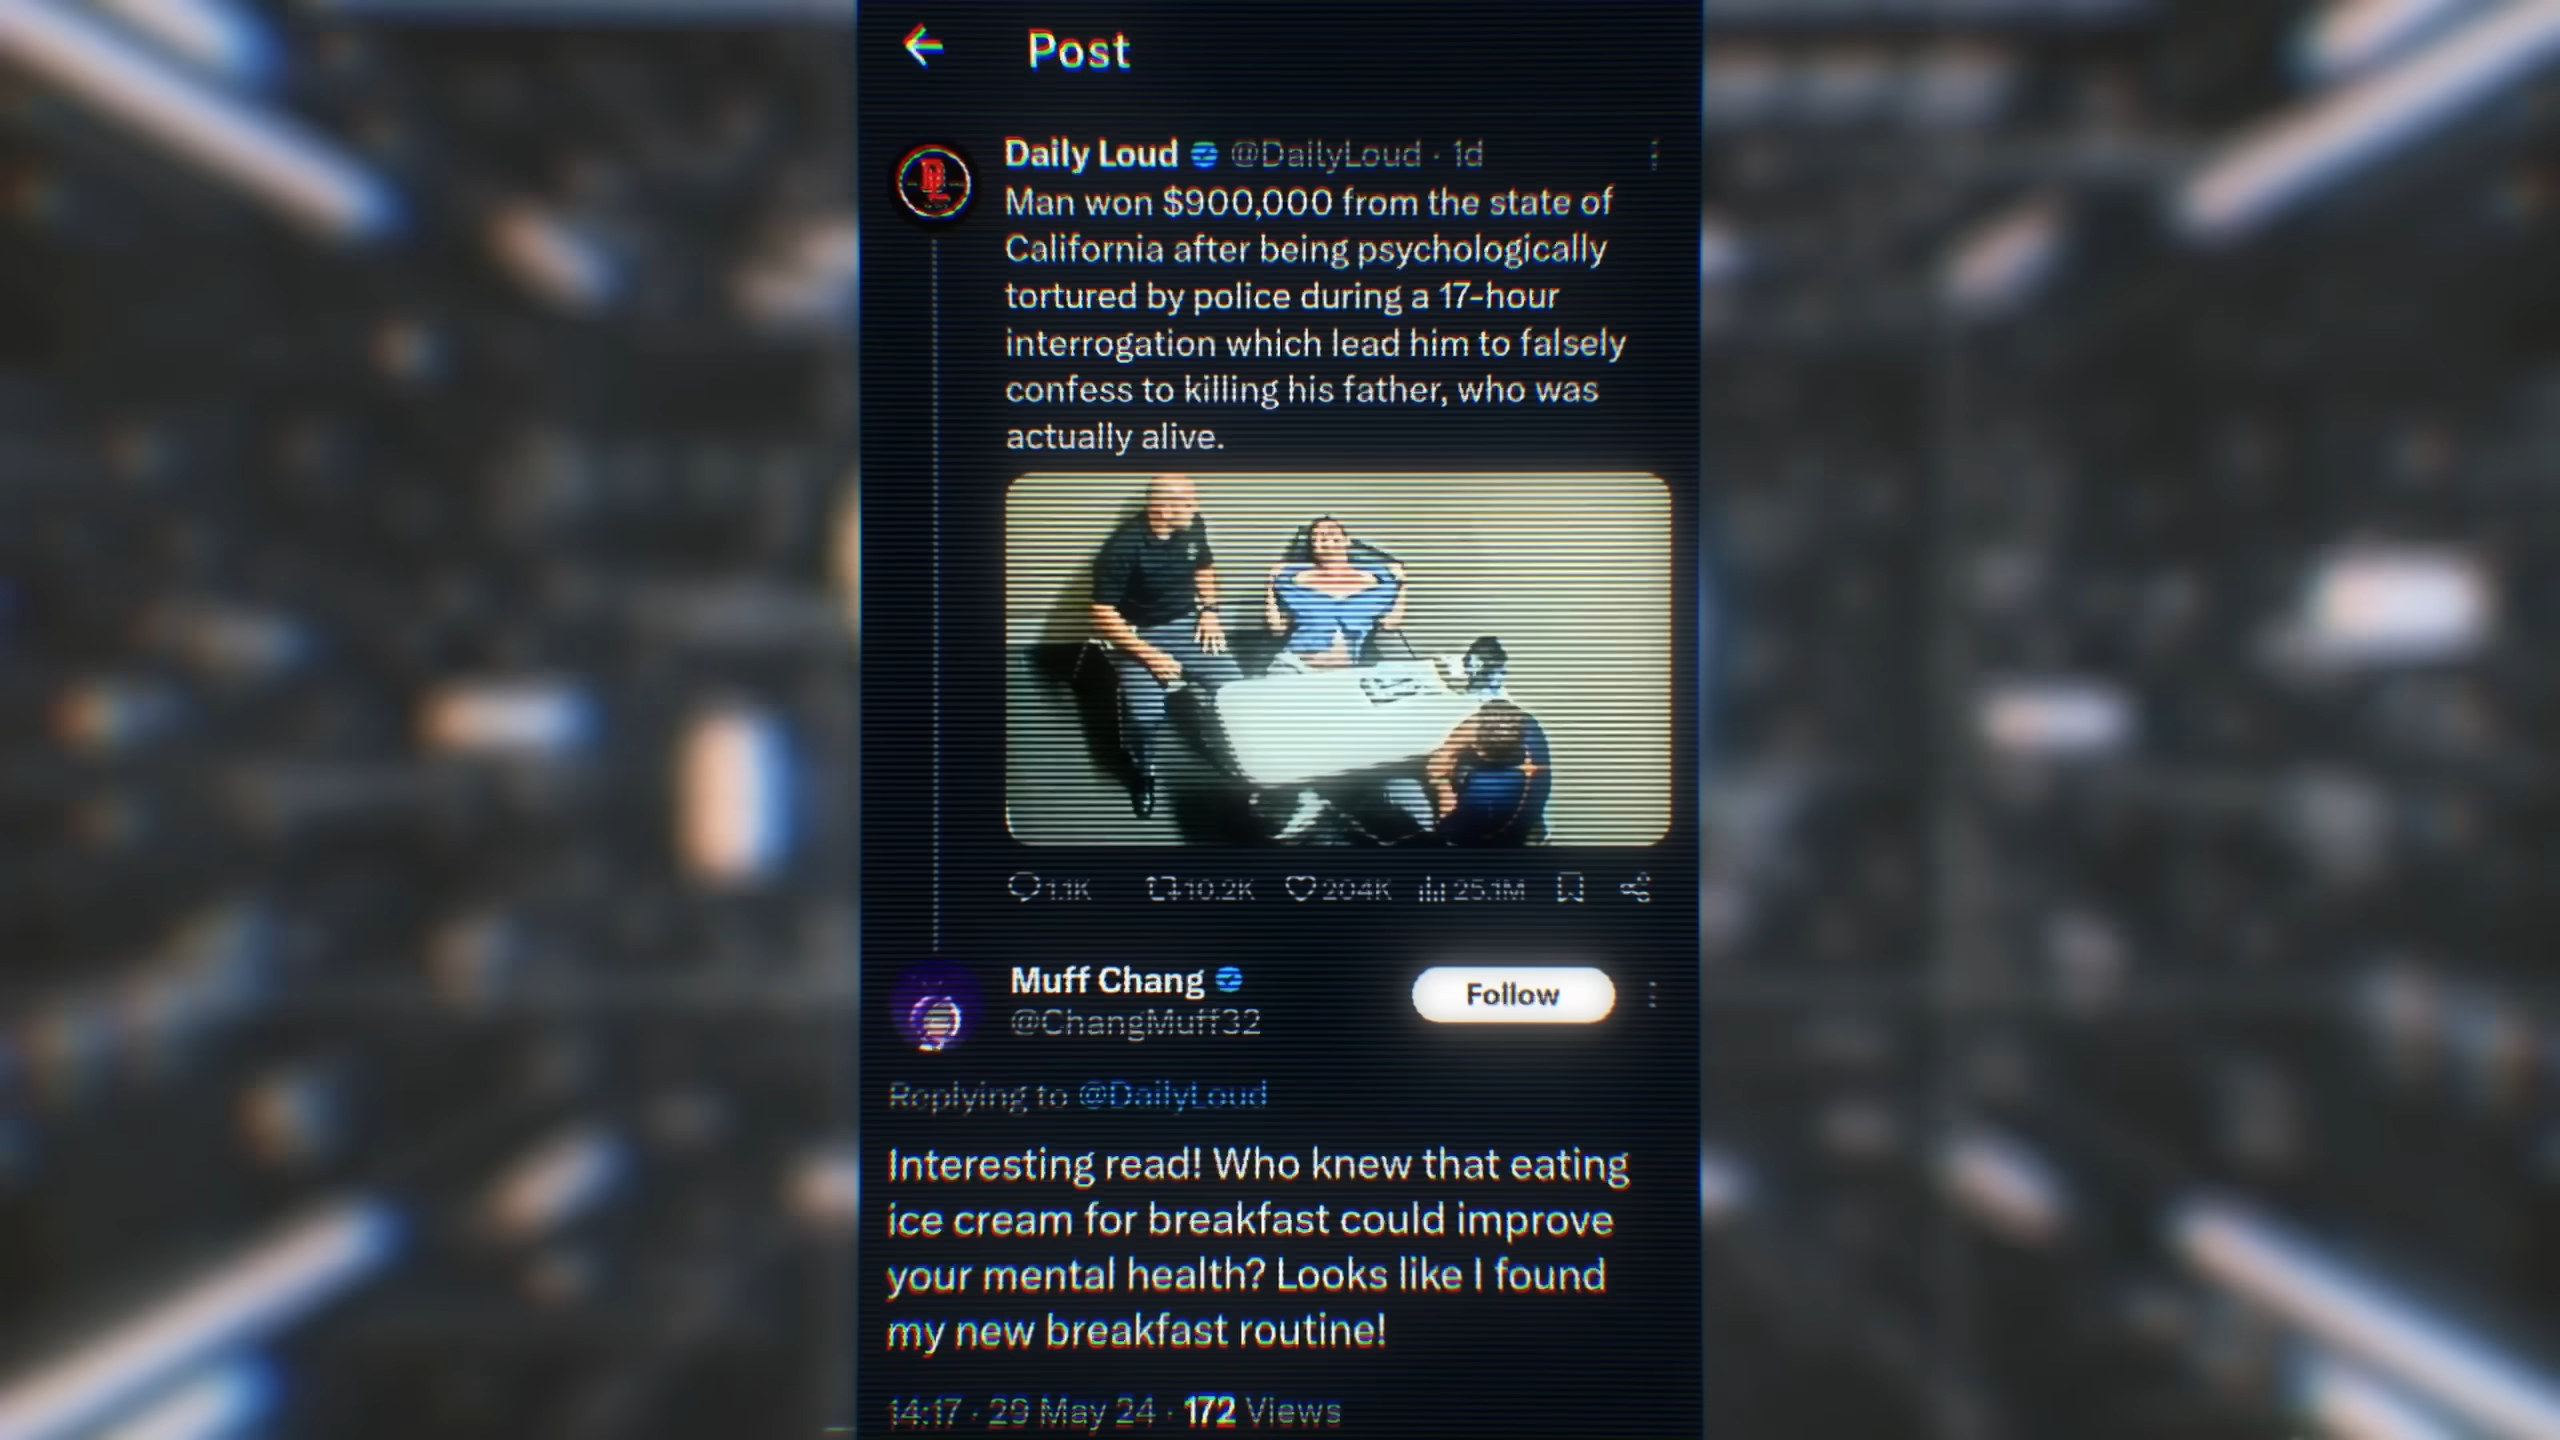 Post
Daily Loud @DailyLoud · 1d
Man won $900,000 from the state of
California after being psychologically
tortured by police during a 17-hour
interrogation which lead him to falsely
confess to killing his father, who was
actually alive.
1.1K 10.2K 204K 25.1M
Muff Chang
@ChangMuff32
Follow
Replying to @DailyLoud
Interesting read! Who knew that eating
ice cream for breakfast could improve
your mental health? Looks like I found
my new breakfast routine!
14:17 · 29 May 24 · 172 Views